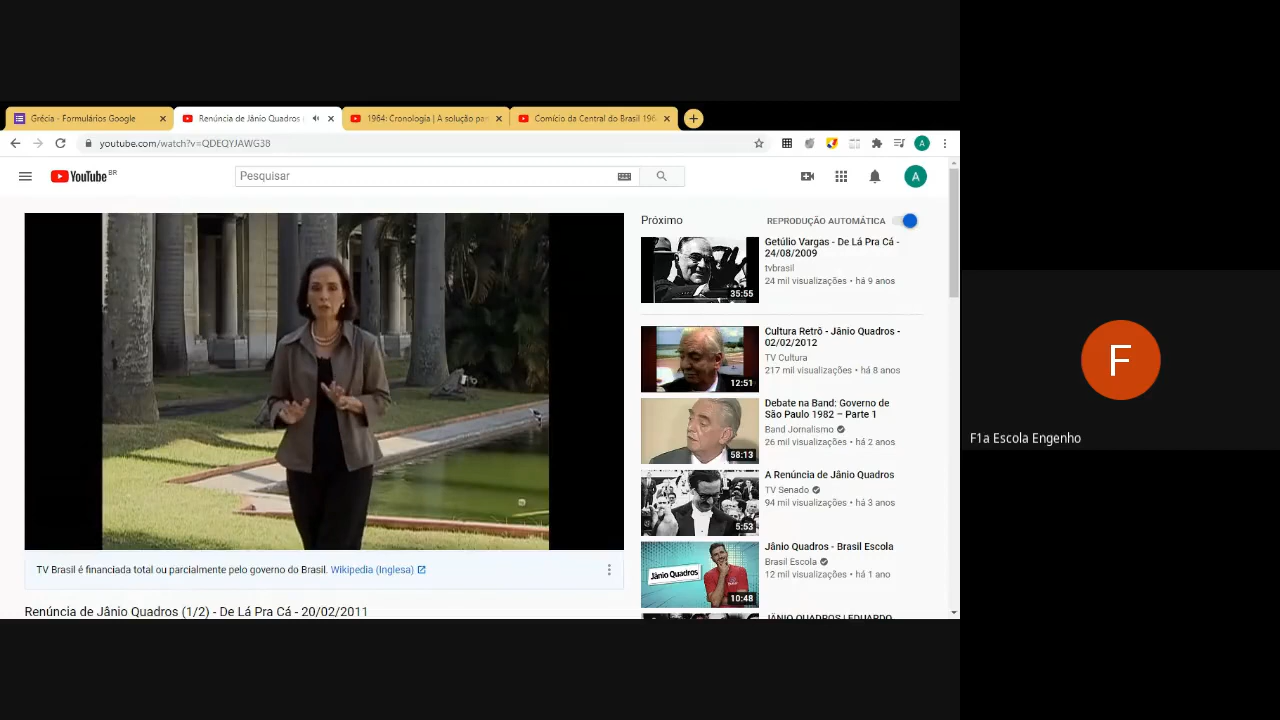 Grécia - Formulários Google
Renúncia de Jânio Quadros
1964: Cronologia | A solução par
Comício da Central do Brasil 196
youtube.com/watch?v=QDEQYJAWG38
A
YouTube BR
Pesquisar
A
Próximo
REPRODUÇÃO AUTOMÁTICA
Getúlio Vargas - De Lá Pra Cá -
24/08/2009
tvbrasil
24 mil visualizações • há 9 anos
35:55
Cultura Retrô - Jânio Quadros -
02/02/2012
TV Cultura
217 mil visualizações • há 8 anos
12:51
Debate na Band: Governo de
São Paulo 1982 – Parte 1
Band Jornalismo
26 mil visualizações • há 2 anos
58:13
A Renúncia de Jânio Quadros
TV Senado
94 mil visualizações • há 3 anos
5:53
Jânio Quadros - Brasil Escola
Brasil Escola
12 mil visualizações • há 1 ano
Jânio Quadros
10:48
JÂNIO QUADROS | EDUARDO
TV Brasil é financiada total ou parcialmente pelo governo do Brasil. Wikipedia (Inglesa)
Renúncia de Jânio Quadros (1/2) - De Lá Pra Cá - 20/02/2011
F
F1a Escola Engenho